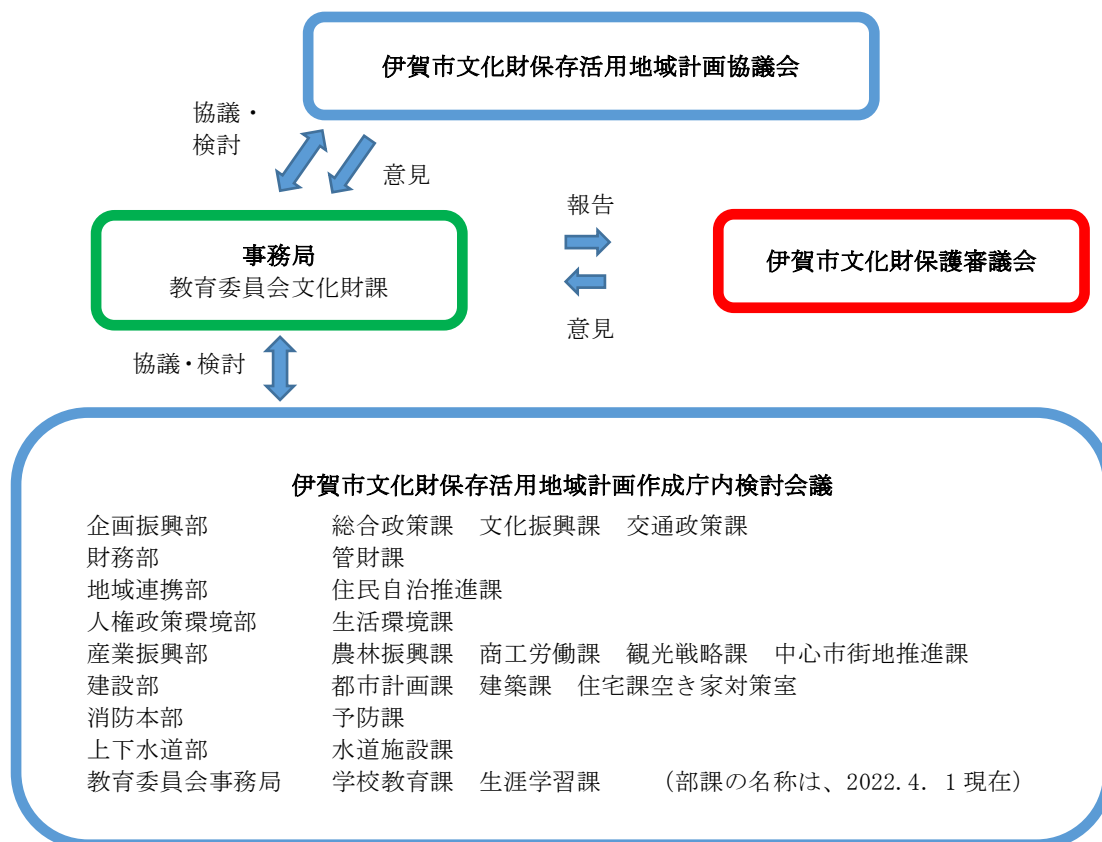 伊賀市文化財保存活用地域計画協議会
協議・
検討
意見
報告
事務局
教育委員会文化財課
伊賀市文化財保護審議会
意見
協議・検討
伊賀市文化財保存活用地域計画作成庁内検討会議
企画振興部 総合政策課 文化振興課 交通政策課
財務部 管財課
地域連携部 住民自治推進課
人権政策環境部 生活環境課
産業振興部 農林振興課 商工労働課 観光戦略課 中心市街地推進課
建設部 都市計画課 建築課 住宅課空き家対策室
消防本部 予防課
上下水道部 水道施設課
教育委員会事務局 学校教育課 生涯学習課 （部課の名称は、2022.4.1現在）